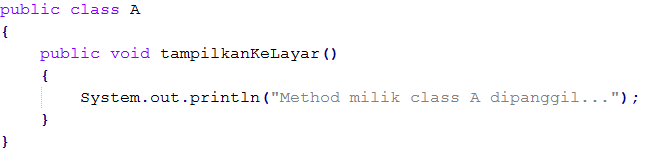 public class A
{
    public void tampilkanKeLayar()
    {
        System.out.println("Method milik class A dipanggil...");
    }
}